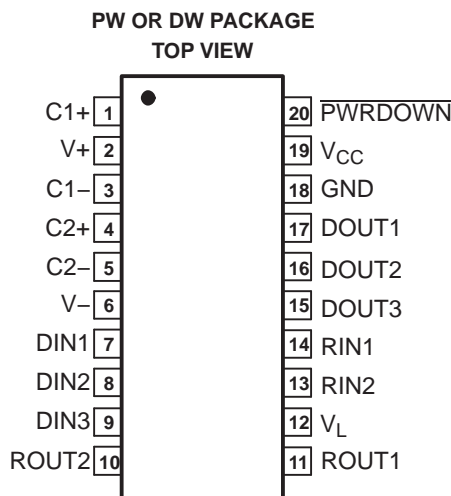 PW OR DW PACKAGE
TOP VIEW
C1+ 1
V+ 2
C1− 3
C2+ 4
C2− 5
V− 6
DIN1 7
DIN2 8
DIN3 9
ROUT2 10
20 PWRDOWN
19 VCC
18 GND
17 DOUT1
16 DOUT2
15 DOUT3
14 RIN1
13 RIN2
12 VL
11 ROUT1